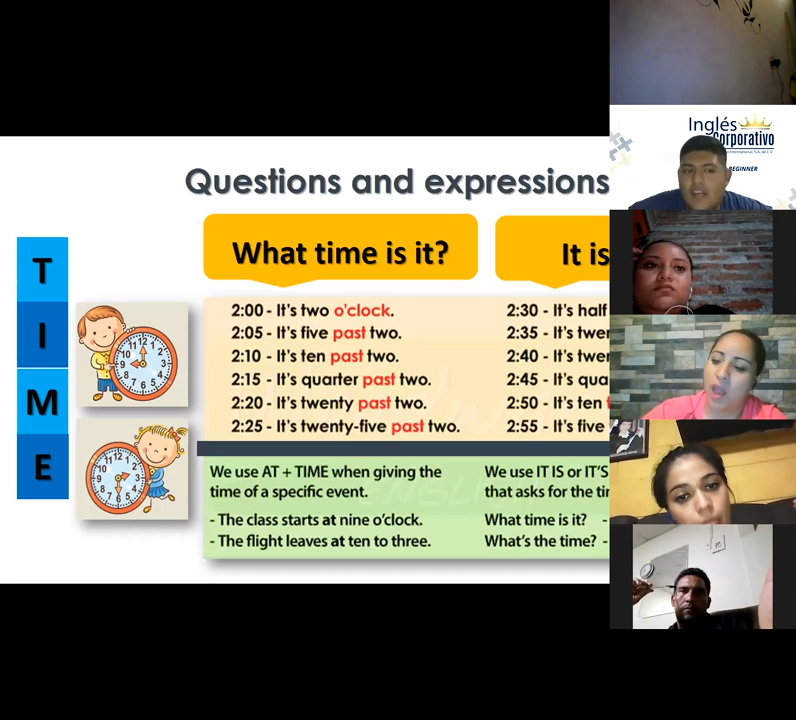 Inglés
Corporativo
BEGINNER
Questions and expressions
T
I
M
E
What time is it?
It is
2:00 - It's two o'clock.
2:05 - It's five past two.
2:10 - It's ten past two.
2:15 - It's quarter past two.
2:20 - It's twenty past two.
2:25 - It's twenty-five past two.
2:30 - It's half
2:35 - It's twe
2:40 - It's twe
2:45 - It's qua
2:50 - It's ten
2:55 - It's five
We use AT + TIME when giving the
time of a specific event.
- The class starts at nine o'clock.
- The flight leaves at ten to three.
We use IT IS or IT'S
that asks for the
What time is it? -
What's the time? -